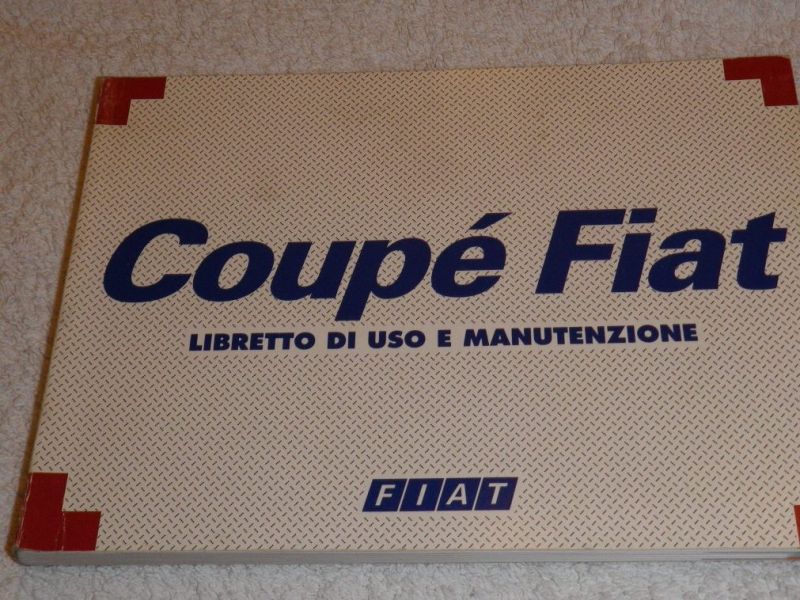 Coupé Fiat
LIBRETTO DI USO E MANUTENZIONE
FIAT